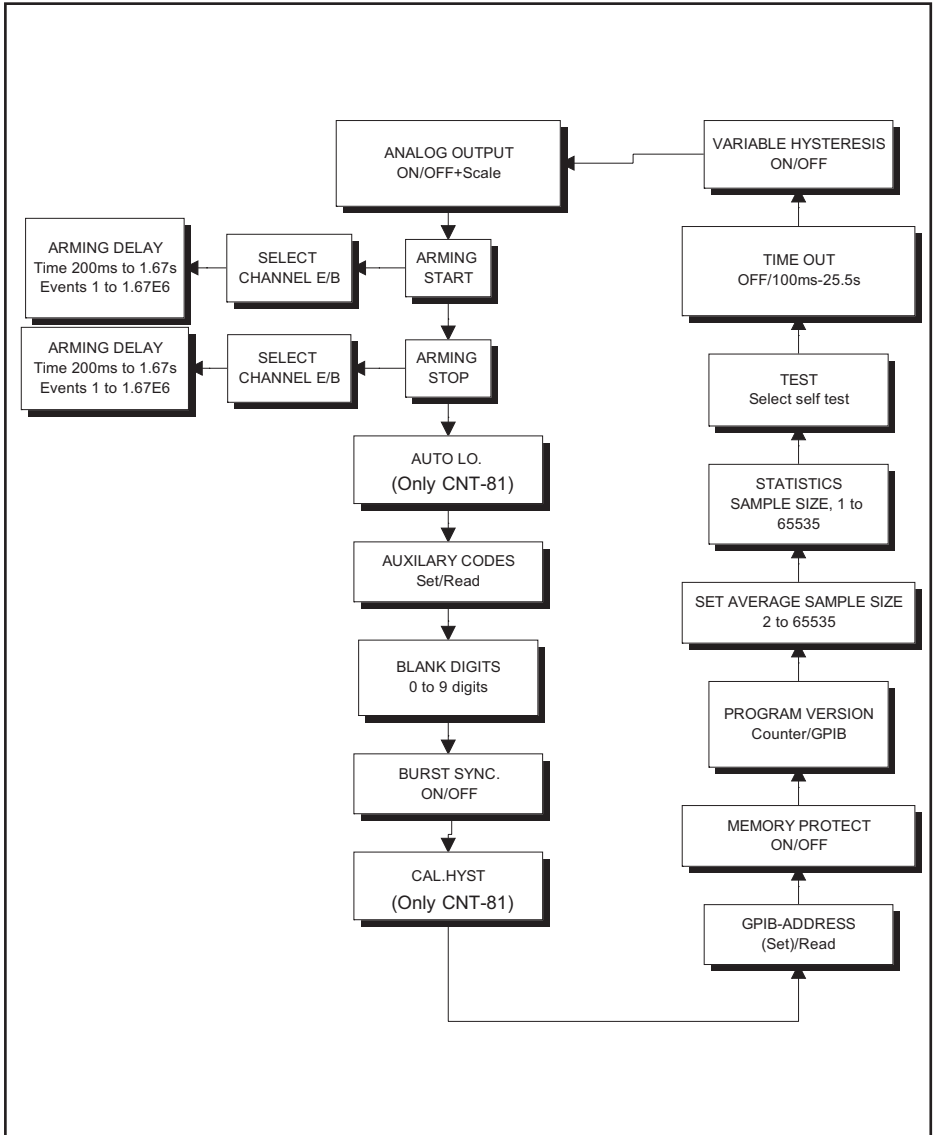 ANALOG OUTPUT
ON/OFF+Scale
VARIABLE HYSTERESIS
ON/OFF
ARMING DELAY
Time 200ms to 1.67s
Events 1 to 1.67E6
SELECT
CHANNEL E/B
ARMING
START
ARMING DELAY
Time 200ms to 1.67s
Events 1 to 1.67E6
SELECT
CHANNEL E/B
ARMING
STOP
AUTO LO.
(Only CNT-81)
AUXILARY CODES
Set/Read
BLANK DIGITS
0 to 9 digits
BURST SYNC.
ON/OFF
CAL.HYST
(Only CNT-81)
TIME OUT
OFF/100ms-25.5s
TEST
Select self test
STATISTICS
SAMPLE SIZE, 1 to
65535
SET AVERAGE SAMPLE SIZE
2 to 65535
PROGRAM VERSION
Counter/GPIB
MEMORY PROTECT
ON/OFF
GPIB-ADDRESS
(Set)/Read